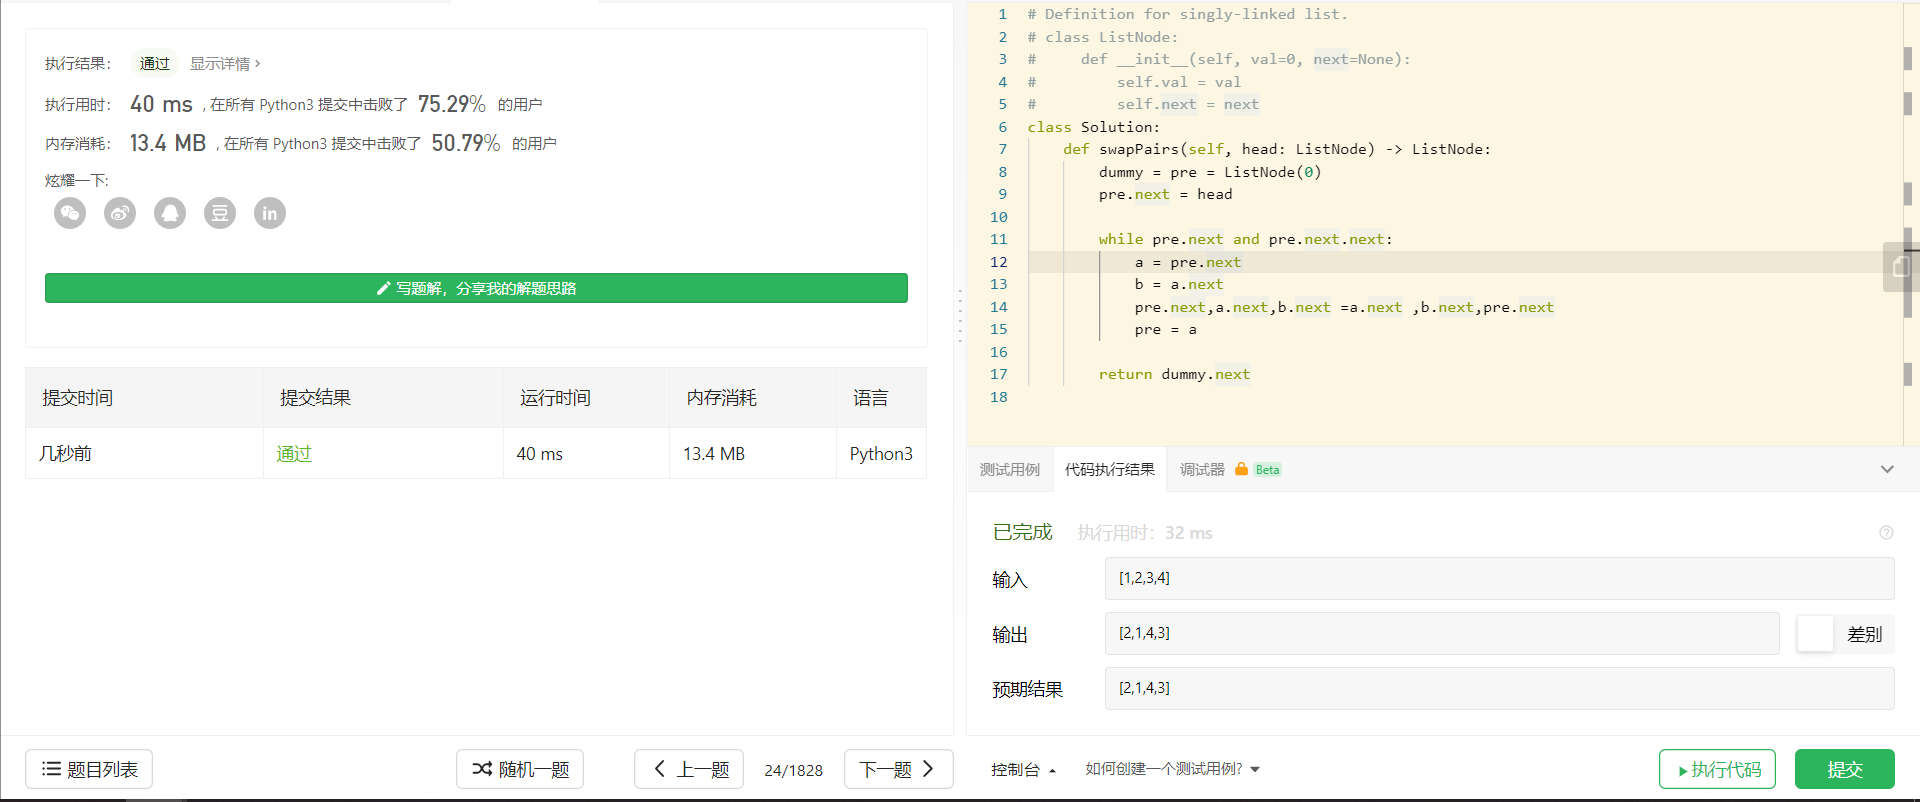 执行结果： 通过 显示详情 >
执行用时： 40 ms , 在所有 Python3 提交中击败了 75.29% 的用户
内存消耗： 13.4 MB , 在所有 Python3 提交中击败了 50.79% 的用户
炫耀一下:
豆 in
写题解，分享我的解题思路
提交时间 提交结果 运行时间 内存消耗 语言
几秒前 通过 40 ms 13.4 MB Python3
题目列表 随机一题 上一题 24/1828 下一题
1 # Definition for singly-linked list.
2 # class ListNode:
3 #     def __init__(self, val=0, next=None):
4 #         self.val = val
5 #         self.next = next
6 class Solution:
7     def swapPairs(self, head: ListNode) -> ListNode:
8         dummy = pre = ListNode(0)
9         pre.next = head
10
11         while pre.next and pre.next.next:
12             a = pre.next
13             b = a.next
14             pre.next,a.next,b.next =a.next ,b.next,pre.next
15             pre = a
16
17         return dummy.next
18
测试用例 代码执行结果 调试器 Beta
已完成 执行用时： 32 ms
输入 [1,2,3,4]
输出 [2,1,4,3] 差别
预期结果 [2,1,4,3]
控制台 如何创建一个测试用例? 执行代码 提交